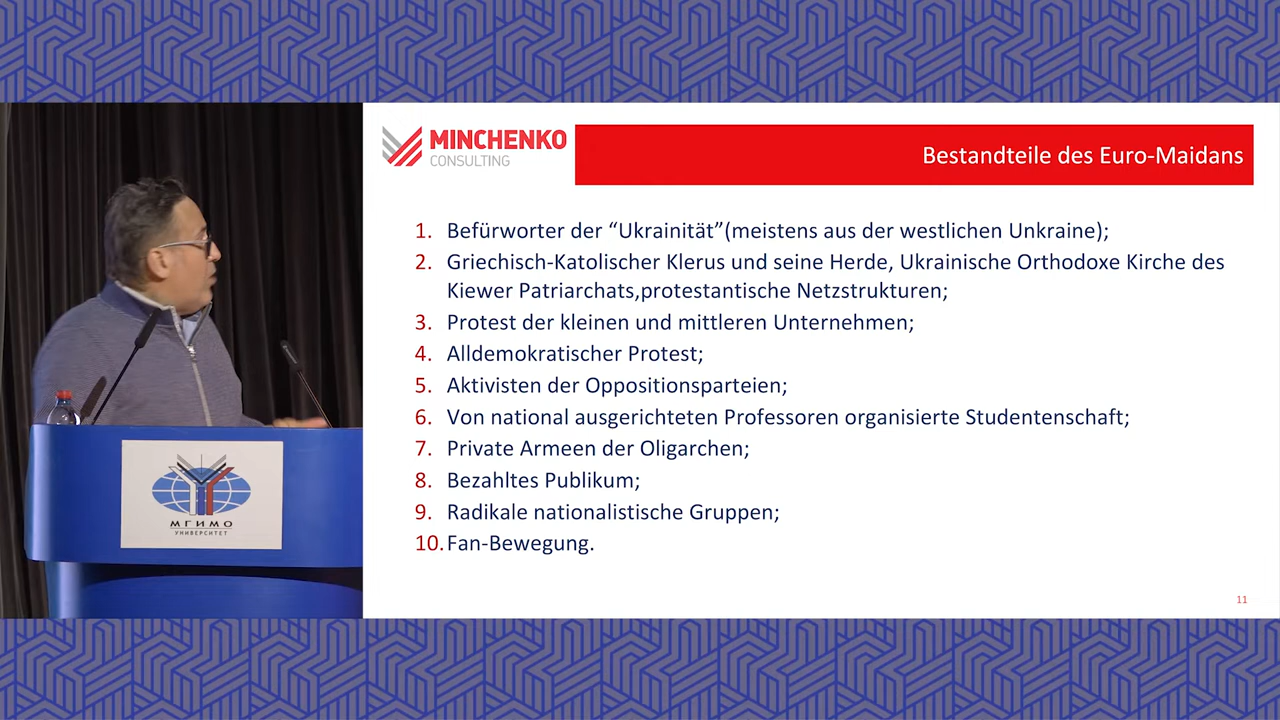 MINCHENKO
CONSULTING
Bestandteile des Euro-Maidans
1. Befürworter der “Ukrainität”(meistens aus der westlichen Unkraine);
2. Griechisch-Katolischer Klerus und seine Herde, Ukrainische Orthodoxe Kirche des
Kiewer Patriarchats,protestantische Netzstrukturen;
3. Protest der kleinen und mittleren Unternehmen;
4. Alldemokratischer Protest;
5. Aktivisten der Oppositionsparteien;
6. Von national ausgerichteten Professoren organisierte Studentenschaft;
7. Private Armeen der Oligarchen;
8. Bezahltes Publikum;
9. Radikale nationalistische Gruppen;
10. Fan-Bewegung.
11
МГИМО
УНИВЕРСИТЕТ